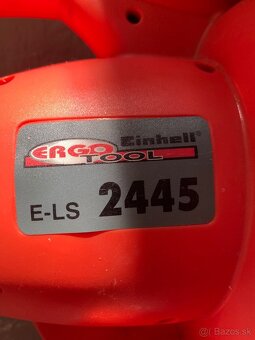 Einhell®
ERGO
TOOL
E-LS 2445
Bazos.sk